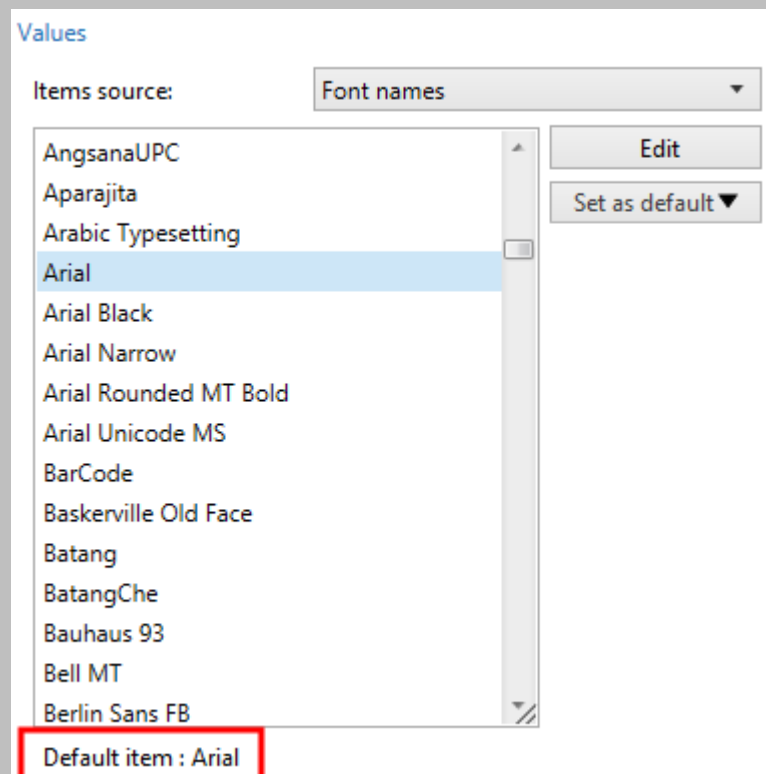 Values
Items source: Font names
AngsanaUPC
Edit
Aparajita
Set as default
Arabic Typesetting
Arial
Arial Black
Arial Narrow
Arial Rounded MT Bold
Arial Unicode MS
BarCode
Baskerville Old Face
Batang
BatangChe
Bauhaus 93
Bell MT
Berlin Sans FB
Default item : Arial